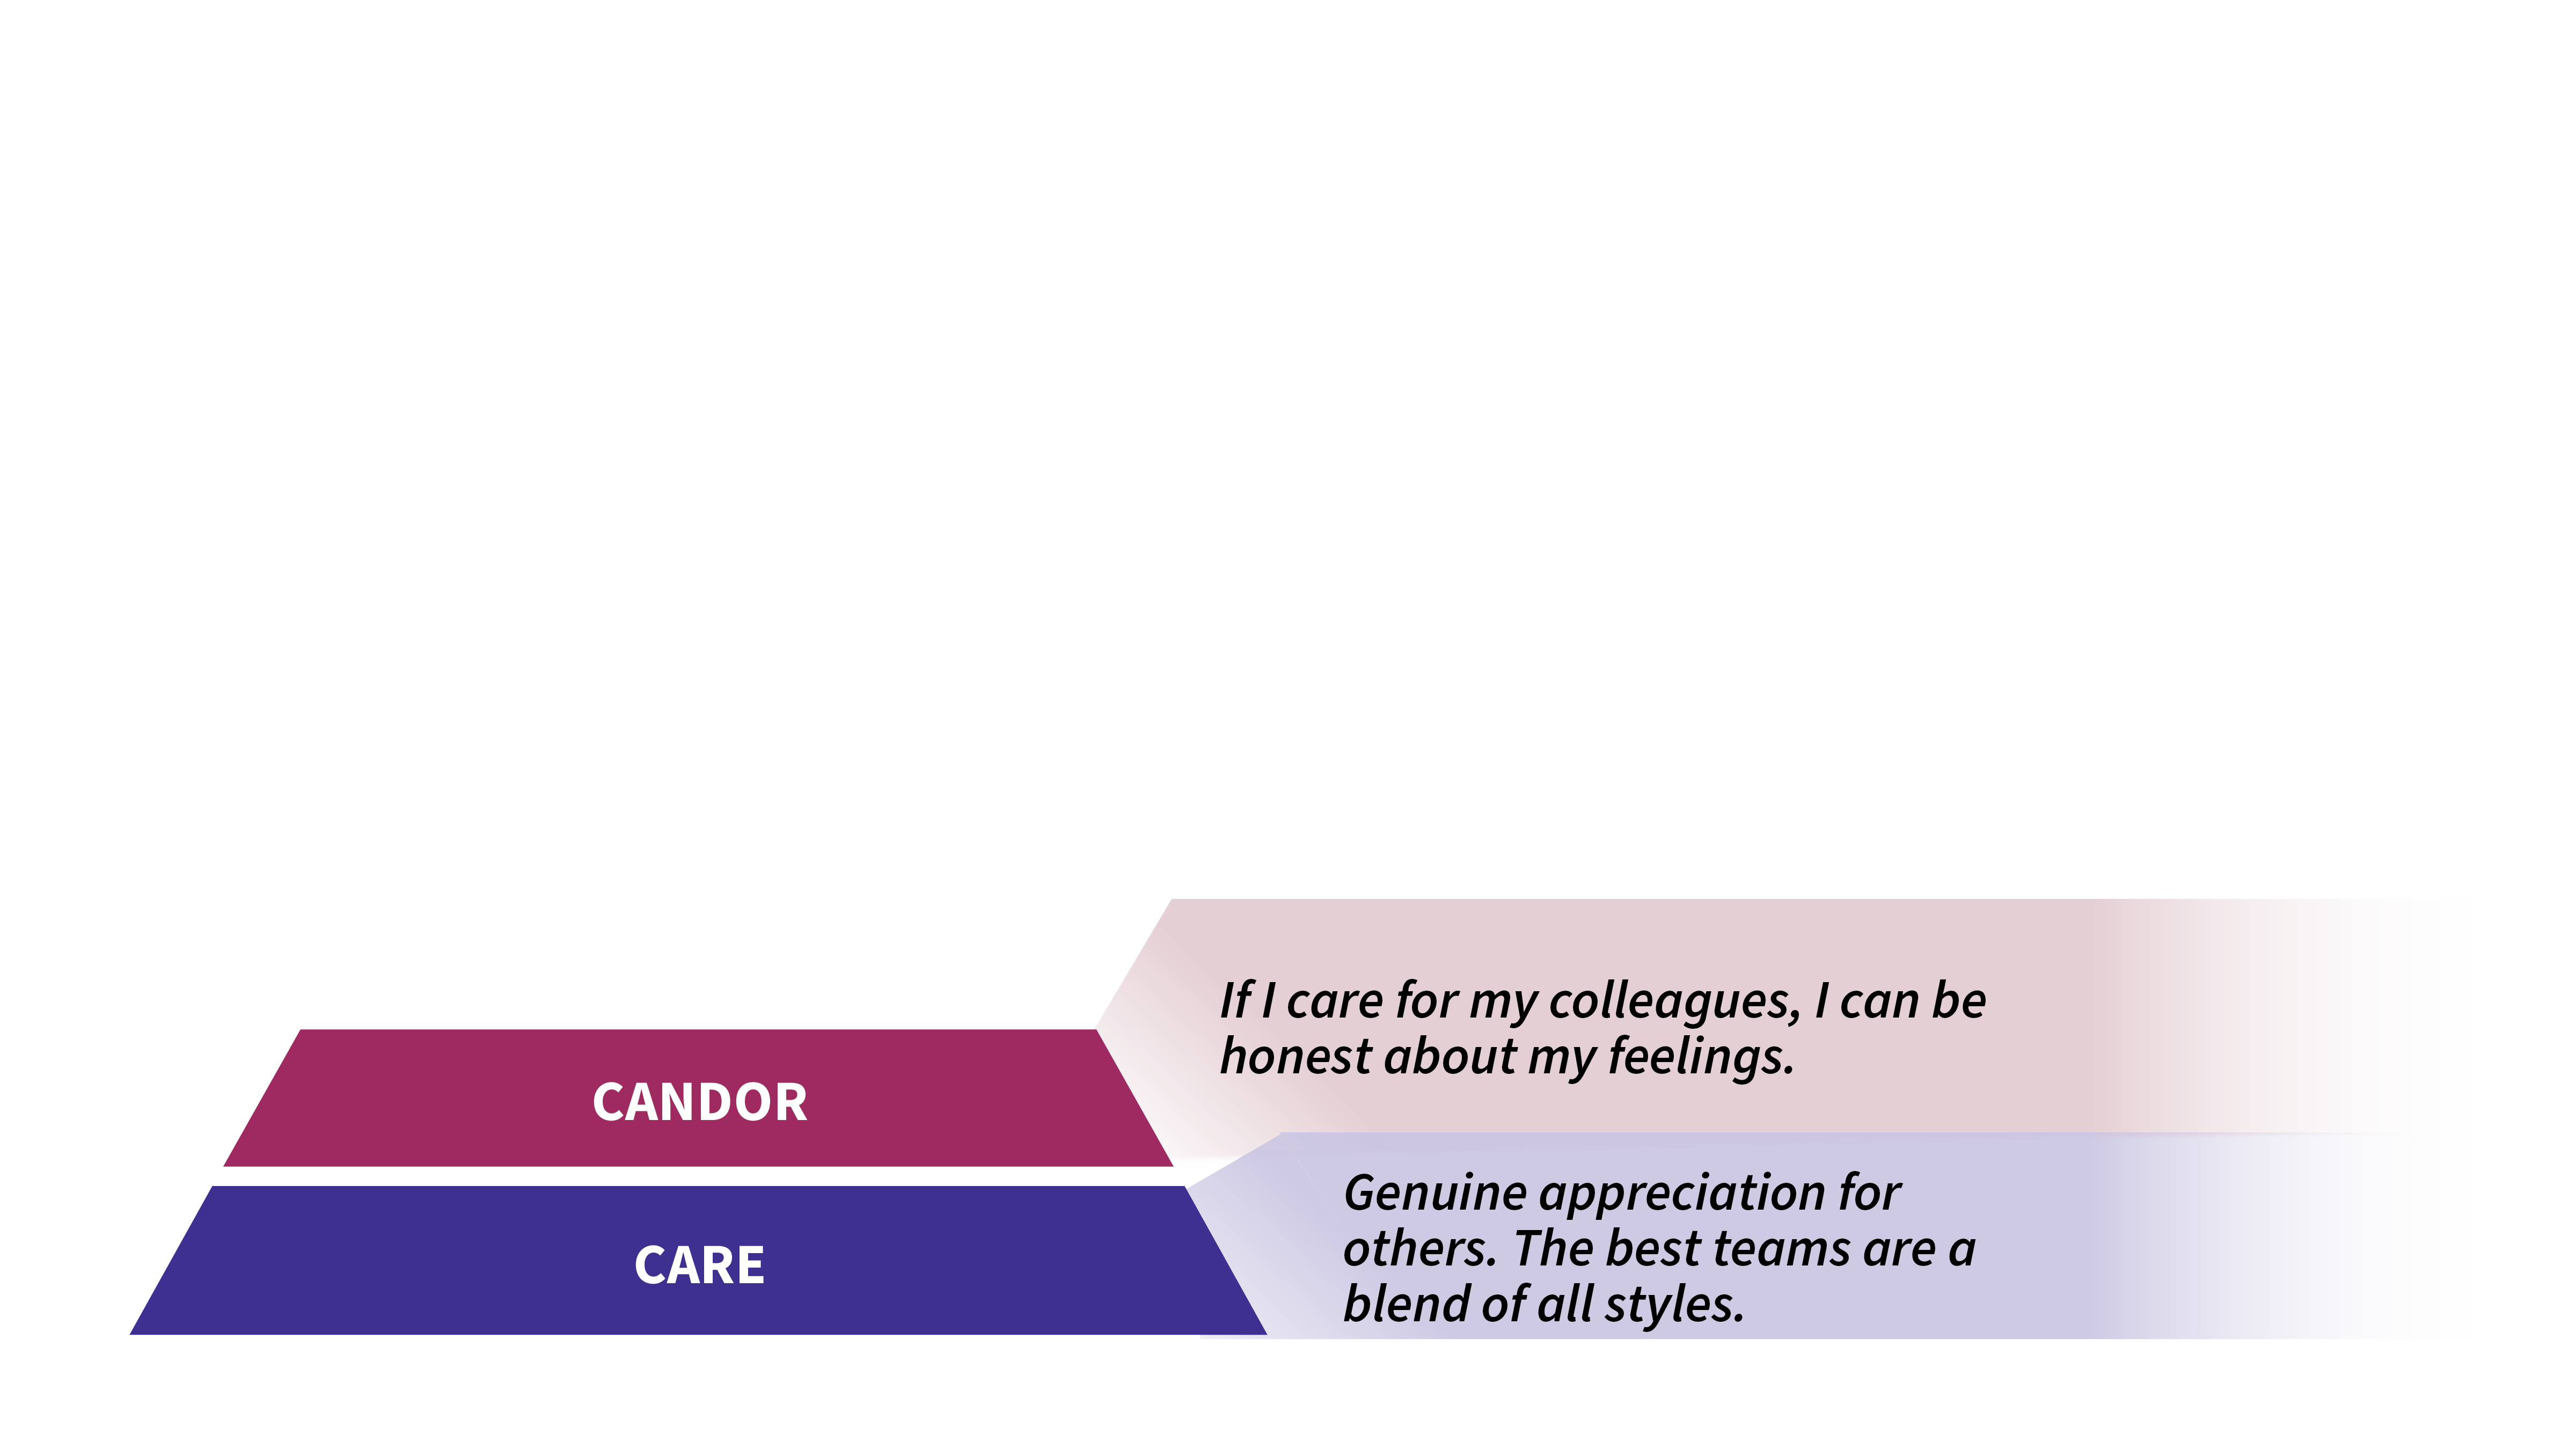 If I care for my colleagues, I can be
honest about my feelings.
CANDOR
Genuine appreciation for
others. The best teams are a
blend of all styles.
CARE